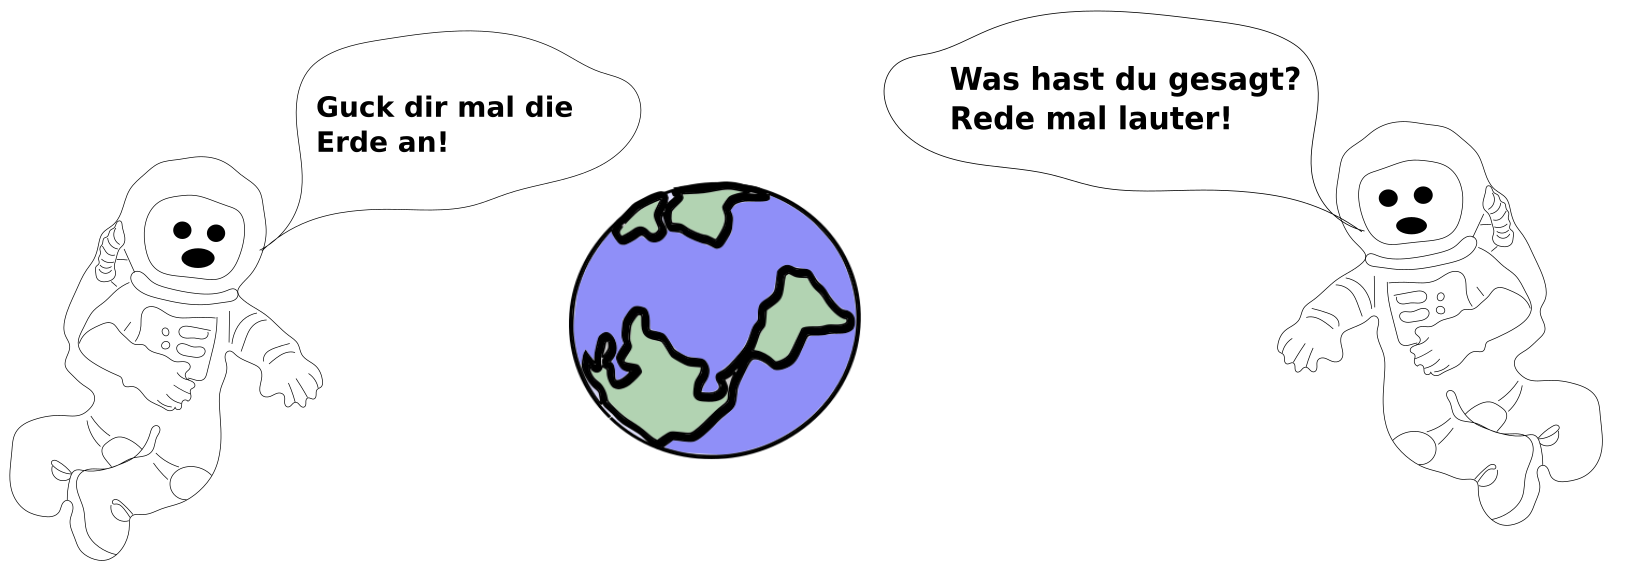 Guck dir mal die
Erde an!
Was hast du gesagt?
Rede mal lauter!